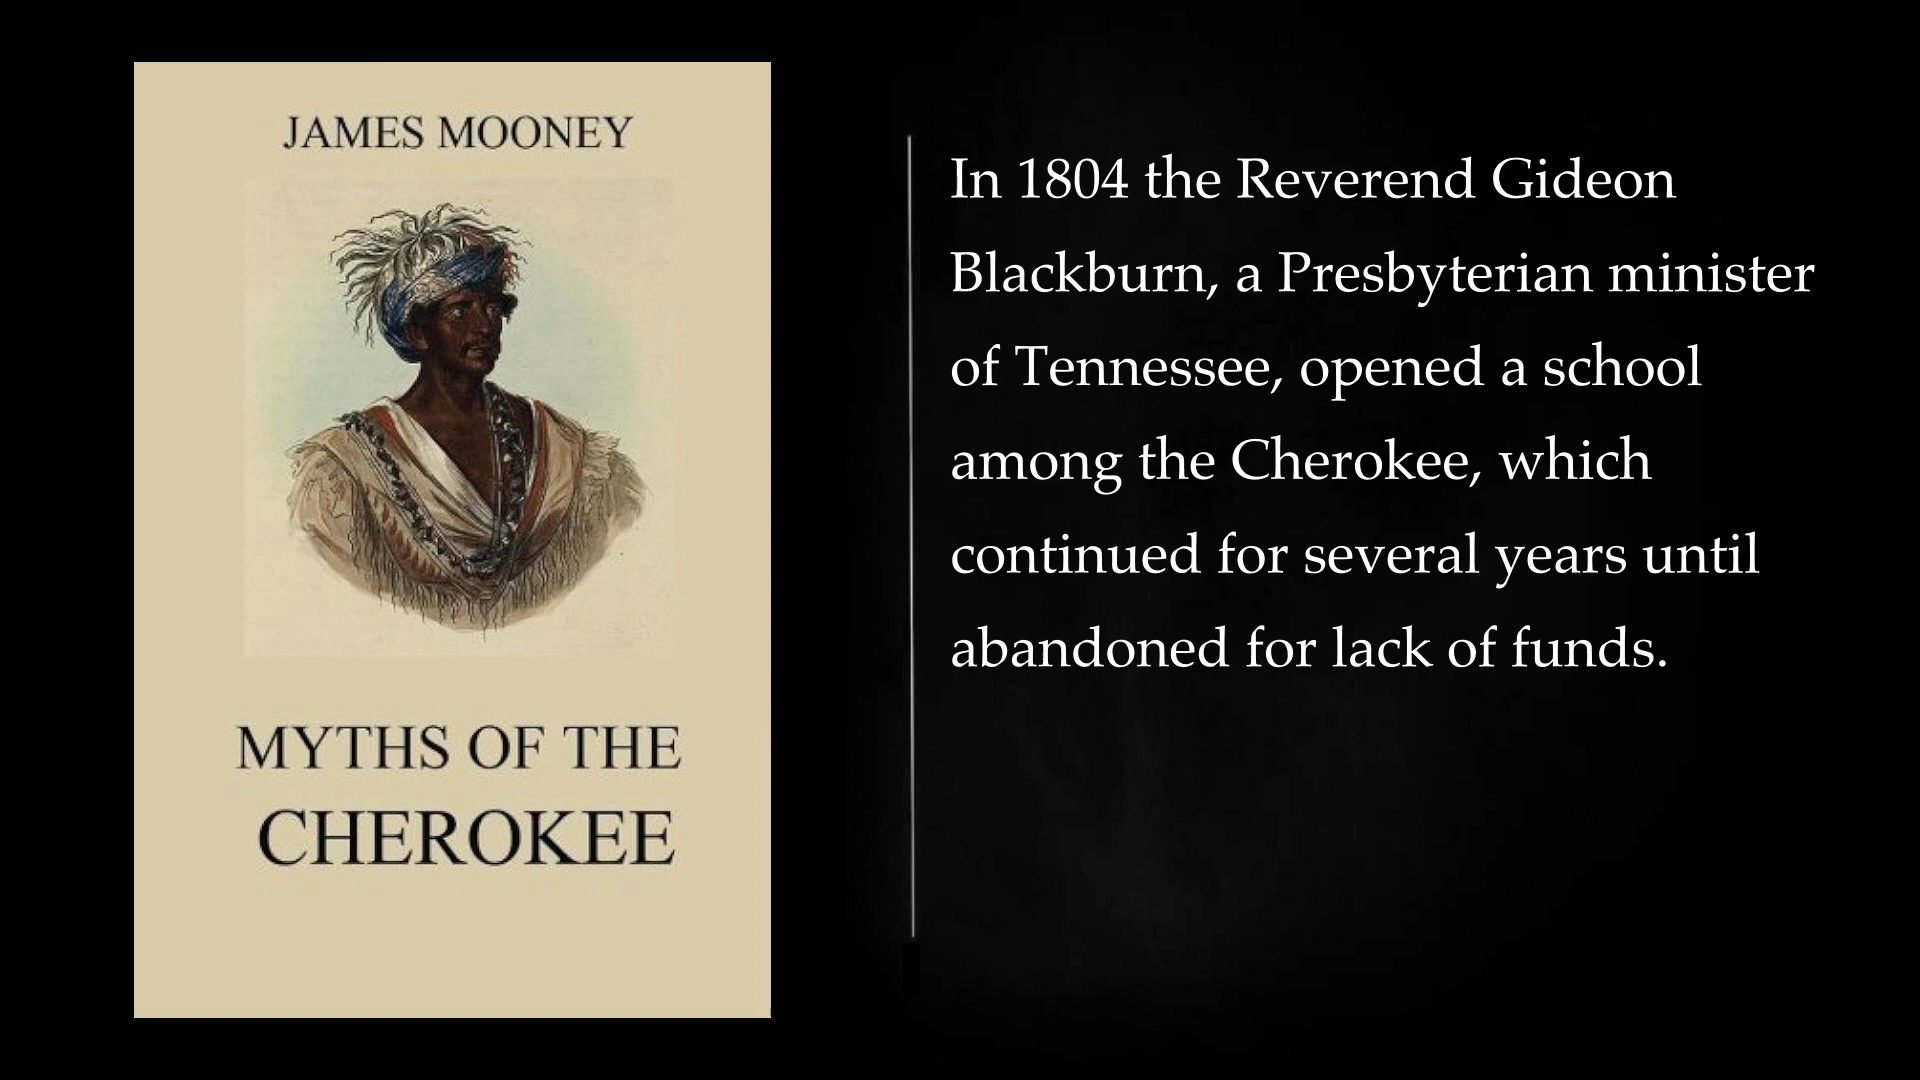 JAMES MOONEY
MYTHS OF THE
CHEROKEE
In 1804 the Reverend Gideon
Blackburn, a Presbyterian minister
of Tennessee, opened a school
among the Cherokee, which
continued for several years until
abandoned for lack of funds.